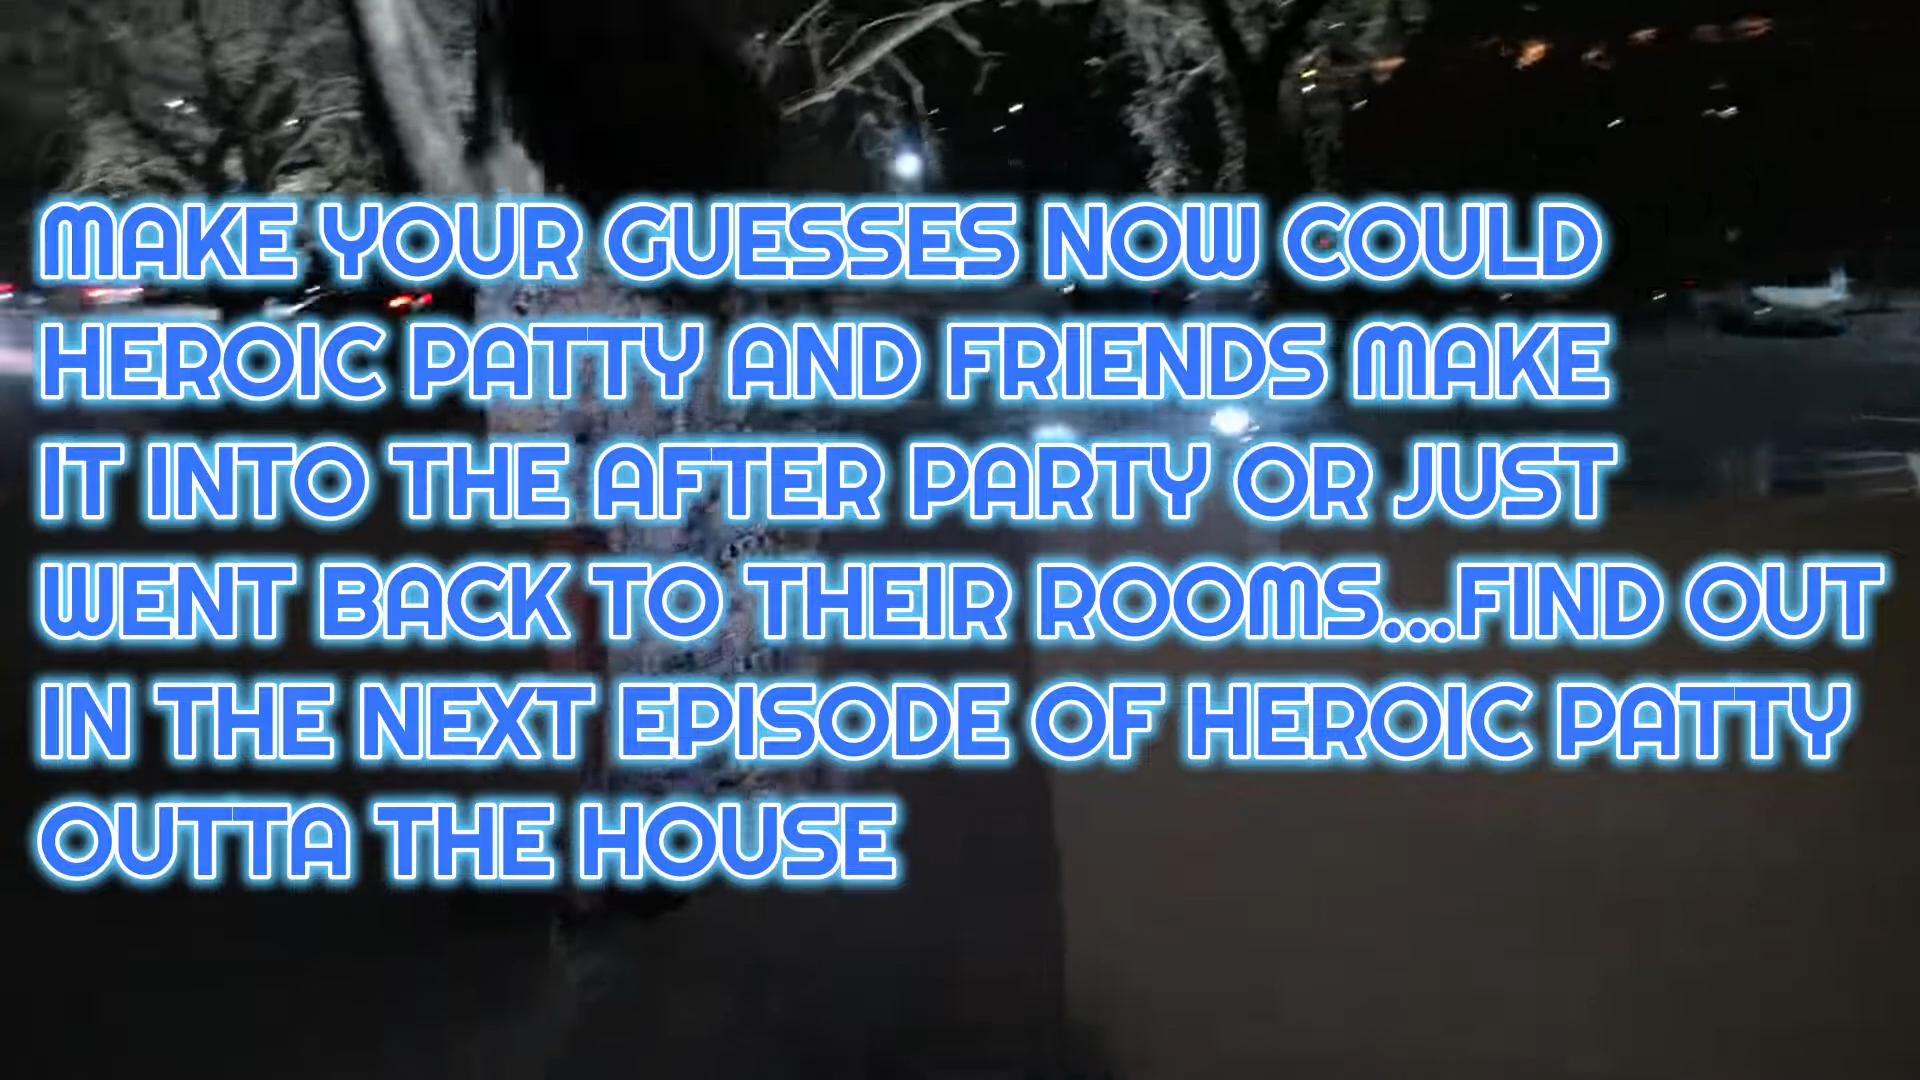 MAKE YOUR GUESSES NOW COULD
HEROIC PATTY AND FRIENDS MAKE
IT INTO THE AFTER PARTY OR JUST
WENT BACK TO THEIR ROOMS...FIND OUT
IN THE NEXT EPISODE OF HEROIC PATTY
OUTTA THE HOUSE